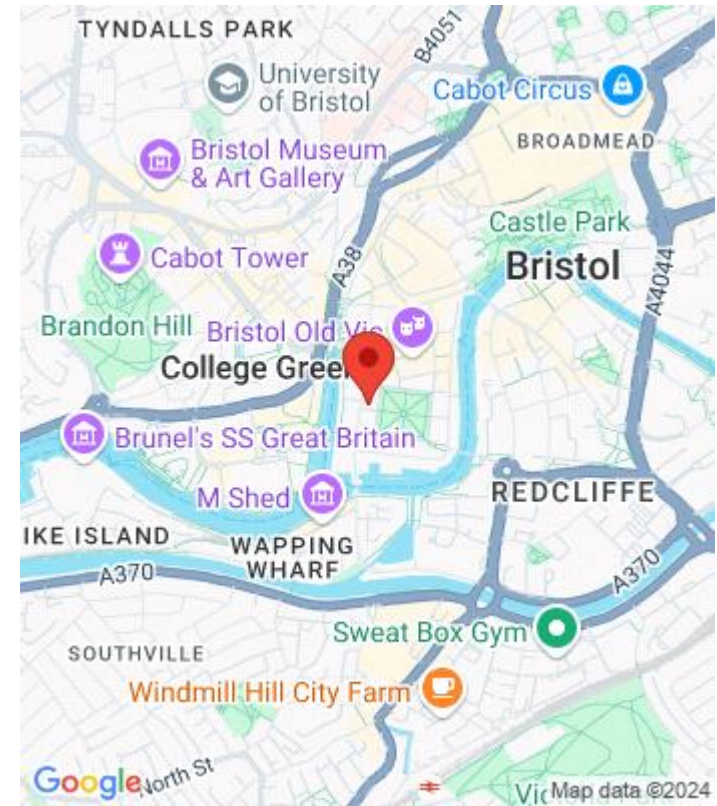 TYNDALLS PARK
B4051
University
of Bristol
Cabot Circus
BROADMEAD
Bristol Museum
& Art Gallery
Castle Park
Cabot Tower
A38
Bristol
A4044
Brandon Hill
Bristol Old Vic
College Gree
Brunel's SS Great Britain
M Shed
REDCLIFFE
IKE ISLAND
WAPPING
WHARF
A370
A370
Sweat Box Gym
SOUTHVILLE
Windmill Hill City Farm
North St
Google
Vic
Map data ©2024